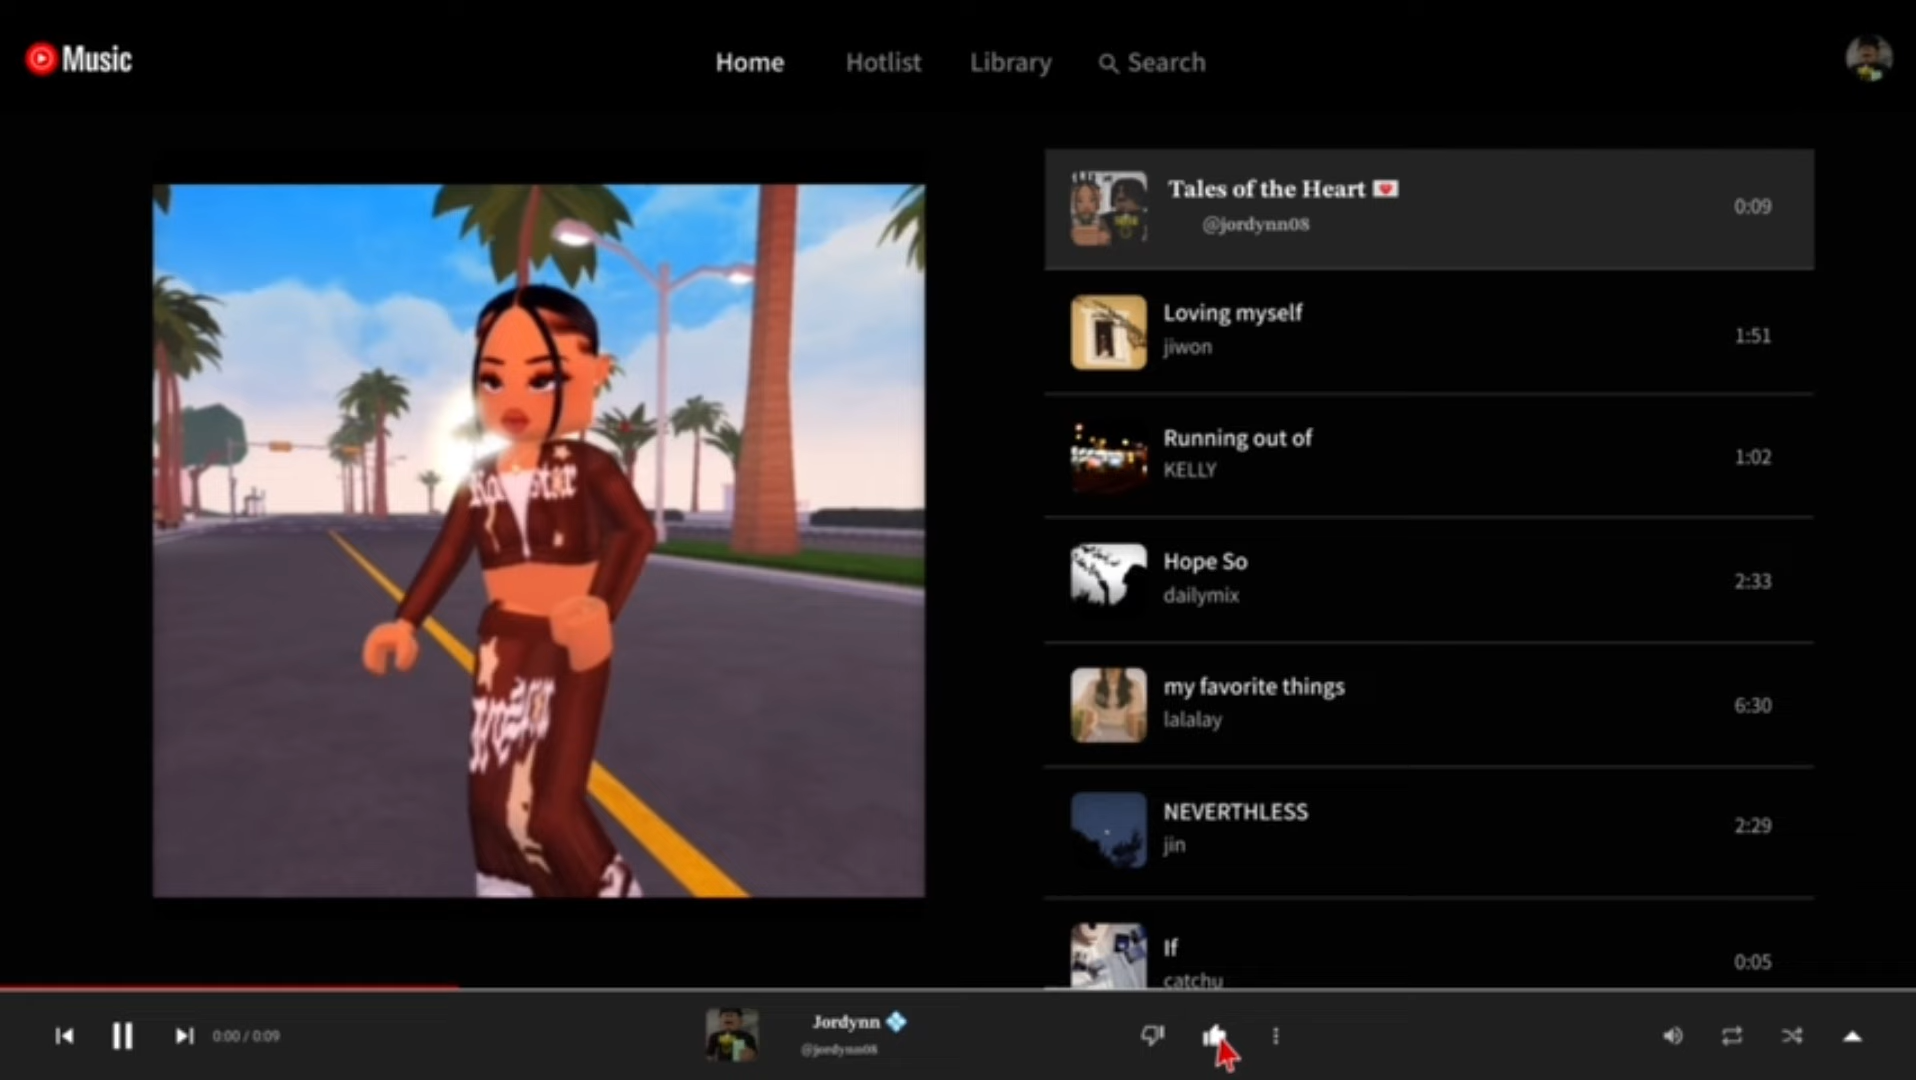 Music
Home
Hotlist
Library
Search
Tales of the Heart 💌
@jordynn08
0:09
Loving myself
jiwon
1:51
Running out of
KELLY
1:02
Hope So
dailymix
2:33
my favorite things
lalalay
6:30
NEVERTHLESS
jin
2:29
If
catchu
0:05
0:00 / 0:09
Jordynn 💠
@jordynn08